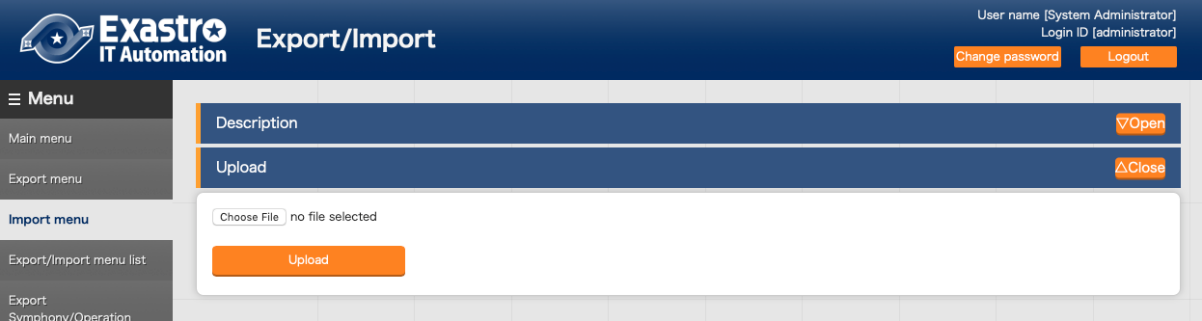 Exastro
IT Automation
Export/Import
User name [System Administrator]
Login ID [administrator]
Change password
Logout
☰ Menu
Main menu
Export menu
Import menu
Export/Import menu list
Export
Symphony/Operation
Description
▽Open
Upload
△Close
Choose File no file selected
Upload